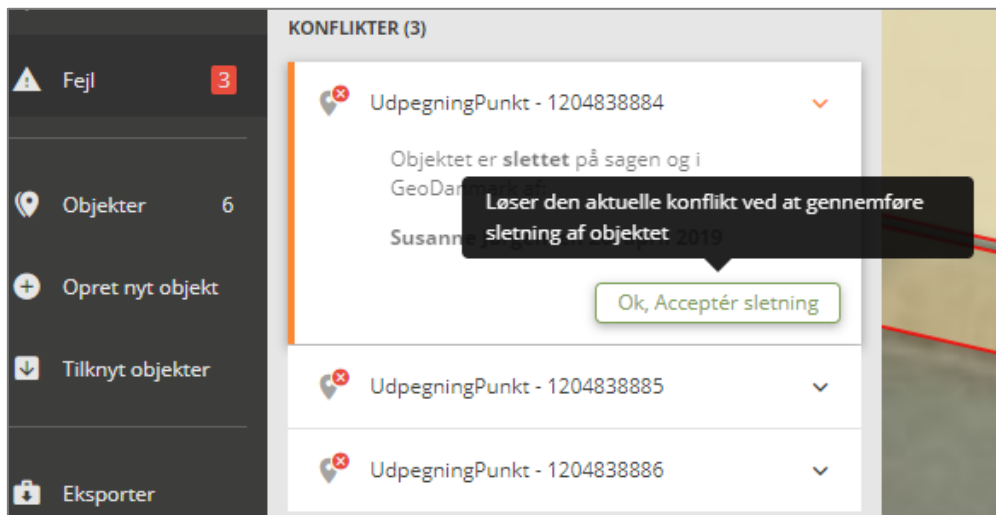 KONFLIKTER (3)
Fejl 3
Objekter 6
Opret nyt objekt
Tilknyt objekter
Eksporter
UdpegningPunkt - 1204838884
Objektet er slettet på sagen og i
GeoDanmark af:
Susanne 2019
Løser den aktuelle konflikt ved at gennemføre
sletning af objektet
Ok, Acceptér sletning
UdpegningPunkt - 1204838885
UdpegningPunkt - 1204838886